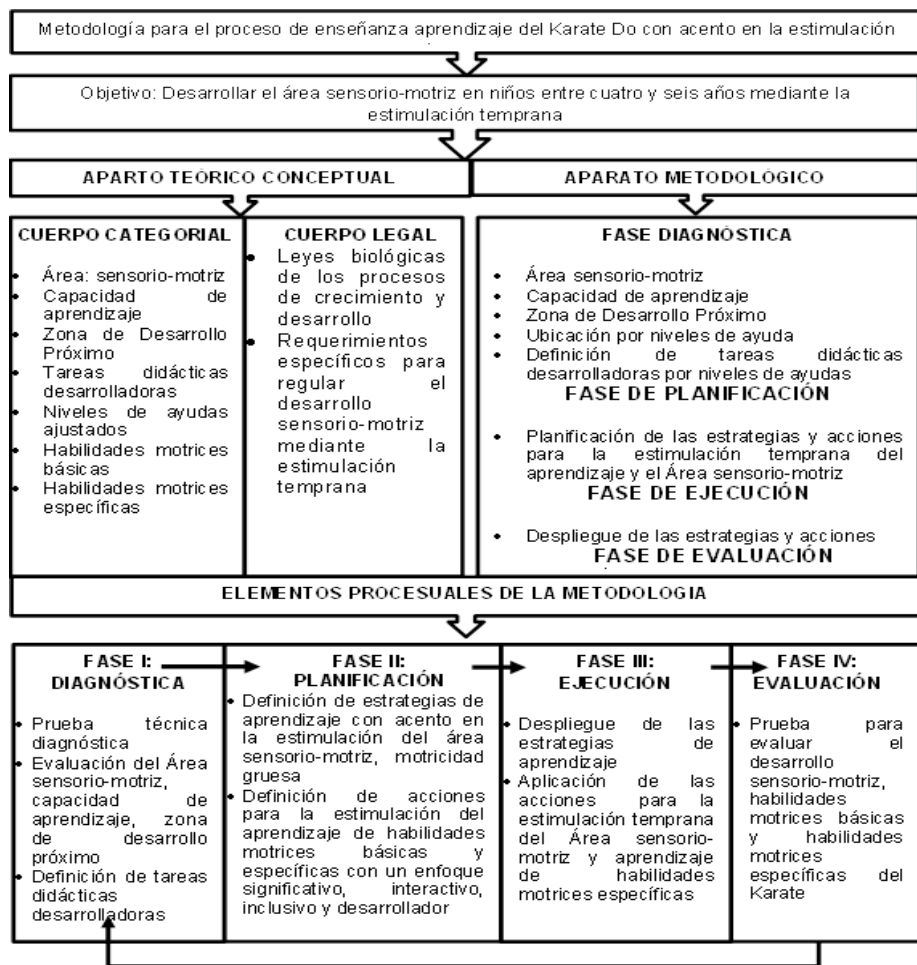 Metodología para el proceso de enseñanza aprendizaje del Karate Do con acento en la estimulación
Objetivo: Desarrollar el área sensorio-motriz en niños entre cuatro y seis años mediante la
estimulación temprana
APARTO TEÓRICO CONCEPTUAL
APARATO METODOLÓGICO
CUERPO CATEGORIAL
• Área: sensorio-motriz
• Capacidad de
aprendizaje
• Zona de Desarrollo
Próximo
• Tareas didácticas
desarrolladoras
• Niveles de ayudas
ajustados
• Habilidades motrices
básicas
• Habilidades motrices
específicas
CUERPO LEGAL
• Leyes biológicas
de los procesos
de crecimiento y
desarrollo
• Requerimientos
específicos para
regular el
desarrollo
sensorio-motriz
mediante la
estimulación
temprana
FASE DIAGNÓSTICA
• Área sensorio-motriz
• Capacidad de aprendizaje
• Zona de Desarrollo Próximo
• Ubicación por niveles de ayuda
• Definición de tareas didácticas
desarrolladoras por niveles de ayudas
FASE DE PLANIFICACIÓN
• Planificación de las estrategias y acciones
para la estimulación temprana del
aprendizaje y el Área sensorio-motriz
FASE DE EJECUCIÓN
• Despliegue de las estrategias y acciones
FASE DE EVALUACIÓN
ELEMENTOS PROCESUALES DE LA METODOLOGIA
FASE I:
DIAGNÓSTICA
• Prueba técnica
diagnóstica
• Evaluación del Área
sensorio-motriz,
capacidad de
aprendizaje, zona
de desarrollo
próximo
• Definición de tareas
didácticas
desarrolladoras
FASE II:
PLANIFICACIÓN
• Definición de estrategias de
aprendizaje con acento en
la estimulación del área
sensorio-motriz, motricidad
gruesa
• Definición de acciones
para la estimulación del
aprendizaje de habilidades
motrices básicas y
específicas con un enfoque
significativo, interactivo,
inclusivo y desarrollador
FASE III:
EJECUCIÓN
• Despliegue de las
estrategias de
aprendizaje
• Aplicación de las
acciones para la
estimulación temprana
del Área sensorio-
motriz y aprendizaje
de habilidades
motrices específicas
FASE IV:
EVALUACIÓN
• Prueba para
evaluar el
desarrollo
sensorio-motriz,
habilidades
motrices básicas
y habilidades
motrices
específicas del
Karate